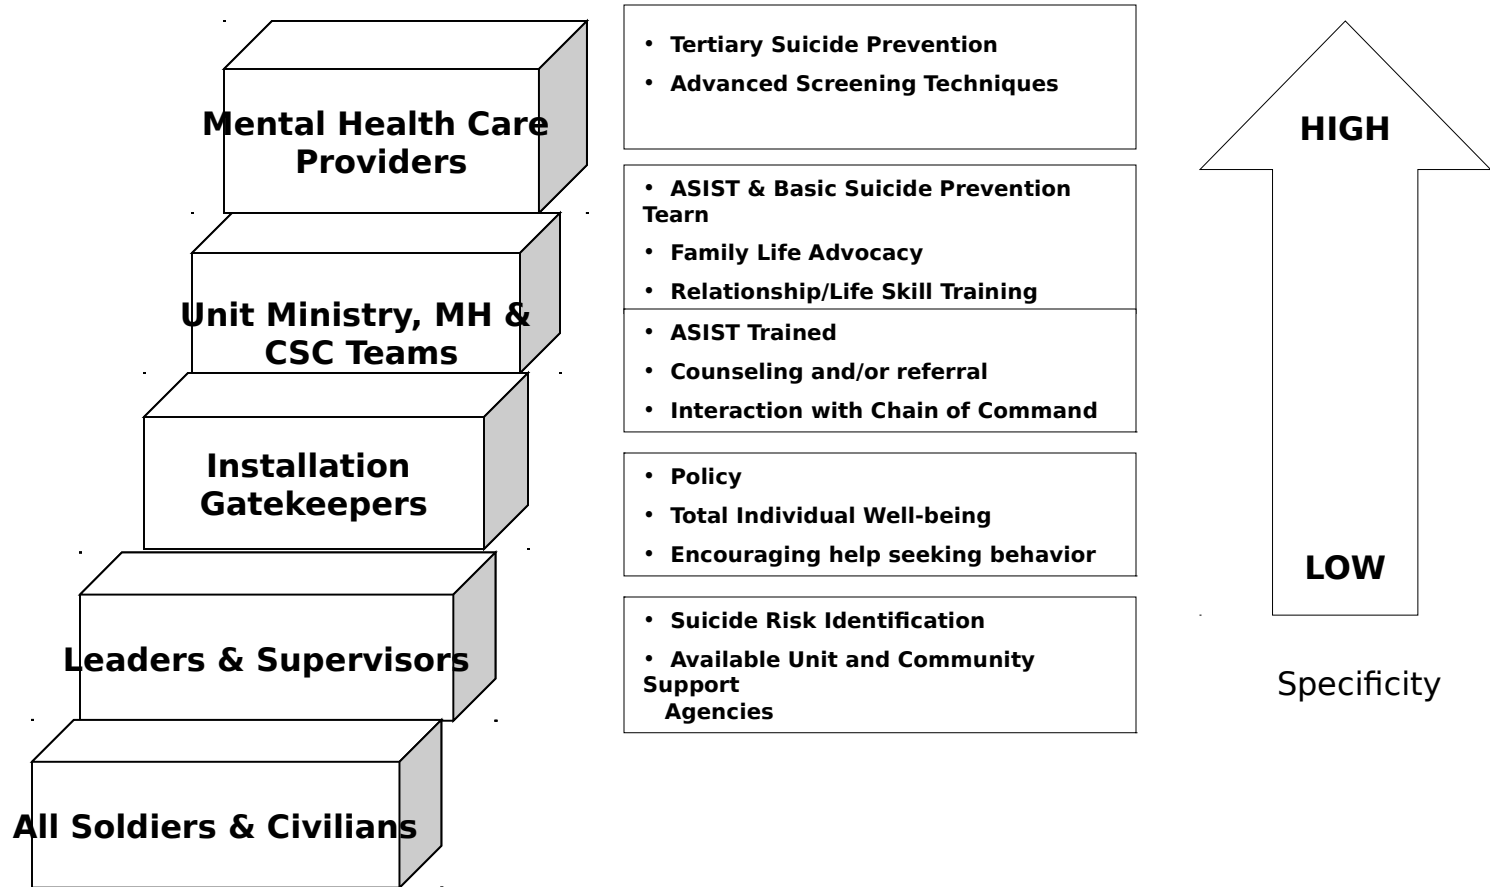 Mental Health Care
Providers
Unit Ministry, MH &
CSC Teams
Installation
Gatekeepers
Leaders & Supervisors
All Soldiers & Civilians
• Tertiary Suicide Prevention
• Advanced Screening Techniques
• ASIST & Basic Suicide Prevention
Tearn
• Family Life Advocacy
• Relationship/Life Skill Training
• ASIST Trained
• Counseling and/or referral
• Interaction with Chain of Command
• Policy
• Total Individual Well-being
• Encouraging help seeking behavior
• Suicide Risk Identification
• Available Unit and Community
Support
Agencies
HIGH
LOW
Specificity